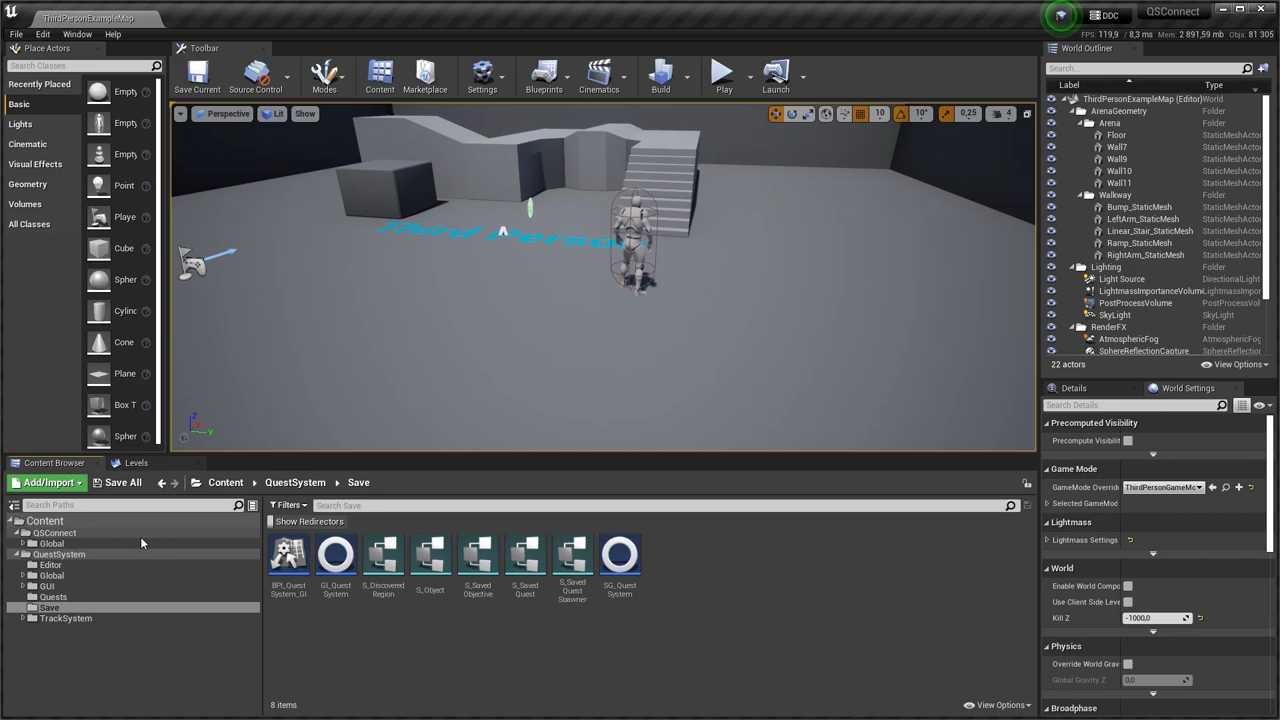 ThirdPersonExampleMap
DDC
QSConnect
File Edit Window Help
FPS: 119,9 / 8,3 ms Mem: 2 891,59 mb Objs: 81 305
Place Actors
Toolbar
World Outliner
Search Classes
Recently Placed
Basic
Lights
Cinematic
Visual Effects
Geometry
Volumes
All Classes
Empty
Empty
Empty
Point
Playe
Cube
Spher
Cylinc
Cone
Plane
Box T
Spher
Save Current Source Control Modes Content Marketplace Settings Blueprints Cinematics Build Play Launch
Perspective Lit Show
10 10° 0,25 4
Third Person
Z
X
Y
Search...
Label Type
ThirdPersonExampleMap (Editor) World
ArenaGeometry Folder
Arena Folder
Floor StaticMeshActor
Wall7 StaticMeshActor
Wall9 StaticMeshActor
Wall10 StaticMeshActor
Wall11 StaticMeshActor
Walkway Folder
Bump_StaticMesh StaticMeshActor
LeftArm_StaticMesh StaticMeshActor
Linear_Stair_StaticMesh StaticMeshActor
Ramp_StaticMesh StaticMeshActor
RightArm_StaticMesh StaticMeshActor
Lighting Folder
Light Source DirectionalLight
LightmassImportanceVolume LightmassImpor
PostProcessVolume PostProcessVol
SkyLight SkyLight
RenderFX Folder
AtmosphericFog AtmosphericFog
SphereReflectionCapture SphereReflection
22 actors View Options
Details World Settings
Search Details
Precomputed Visibility
Precompute Visibilit
Game Mode
GameMode Override ThirdPersonGameMo
Selected GameMod
Lightmass
Lightmass Settings
World
Enable World Compo
Use Client Side Leve
Kill Z -1000,0
Physics
Override World Grav
Global Gravity Z 0,0
Broadphase
Content Browser Levels
Add/Import Save All Content QuestSystem Save
Search Paths
Filters Search Save
Show Redirectors
Content
QSConnect
Global
QuestSystem
Editor
Global
GUI
Quests
Save
TrackSystem
BPI_Quest
System_GI
GI_Quest
System
S_Discovered
Region
S_Object
S_Saved
Objective
S_Saved
Quest
S_Saved
Quest
Spawner
SG_Quest
System
8 items View Options